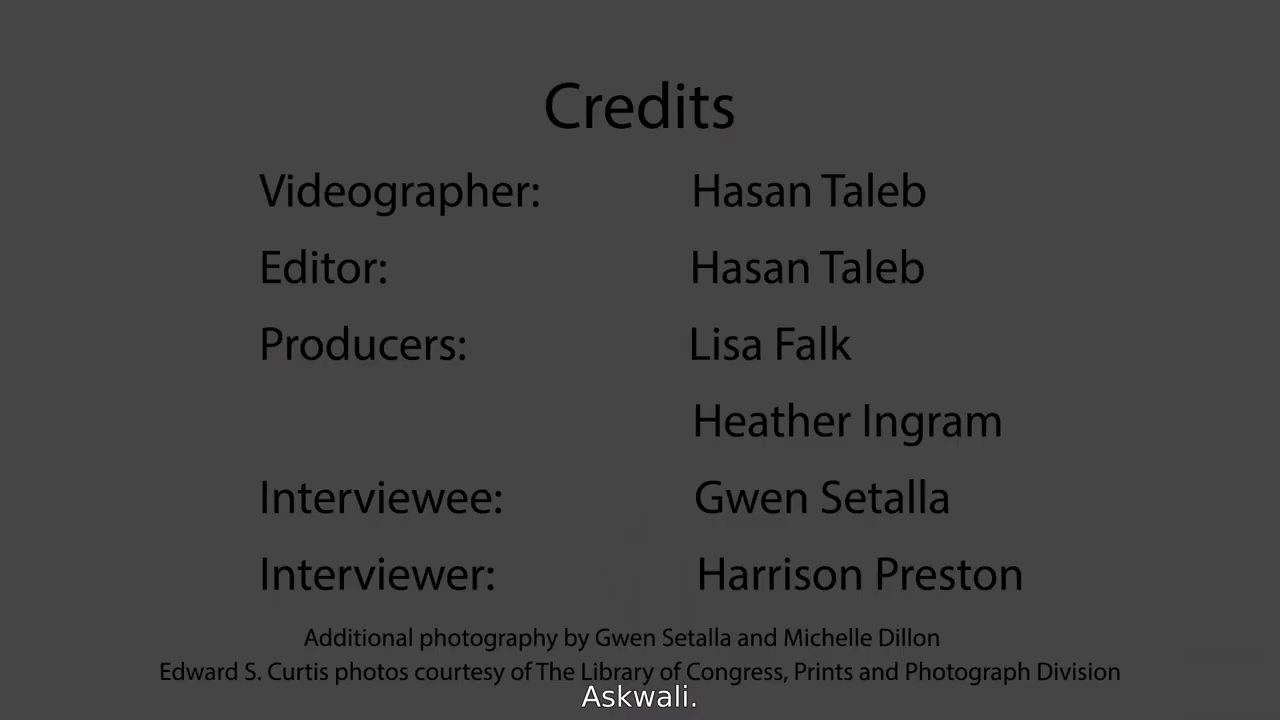 Credits
Videographer: Hasan Taleb
Editor: Hasan Taleb
Producers: Lisa Falk
Heather Ingram
Interviewee: Gwen Setalla
Interviewer: Harrison Preston
Additional photography by Gwen Setalla and Michelle Dillon
Edward S. Curtis photos courtesy of The Library of Congress, Prints and Photograph Division
Askwali.